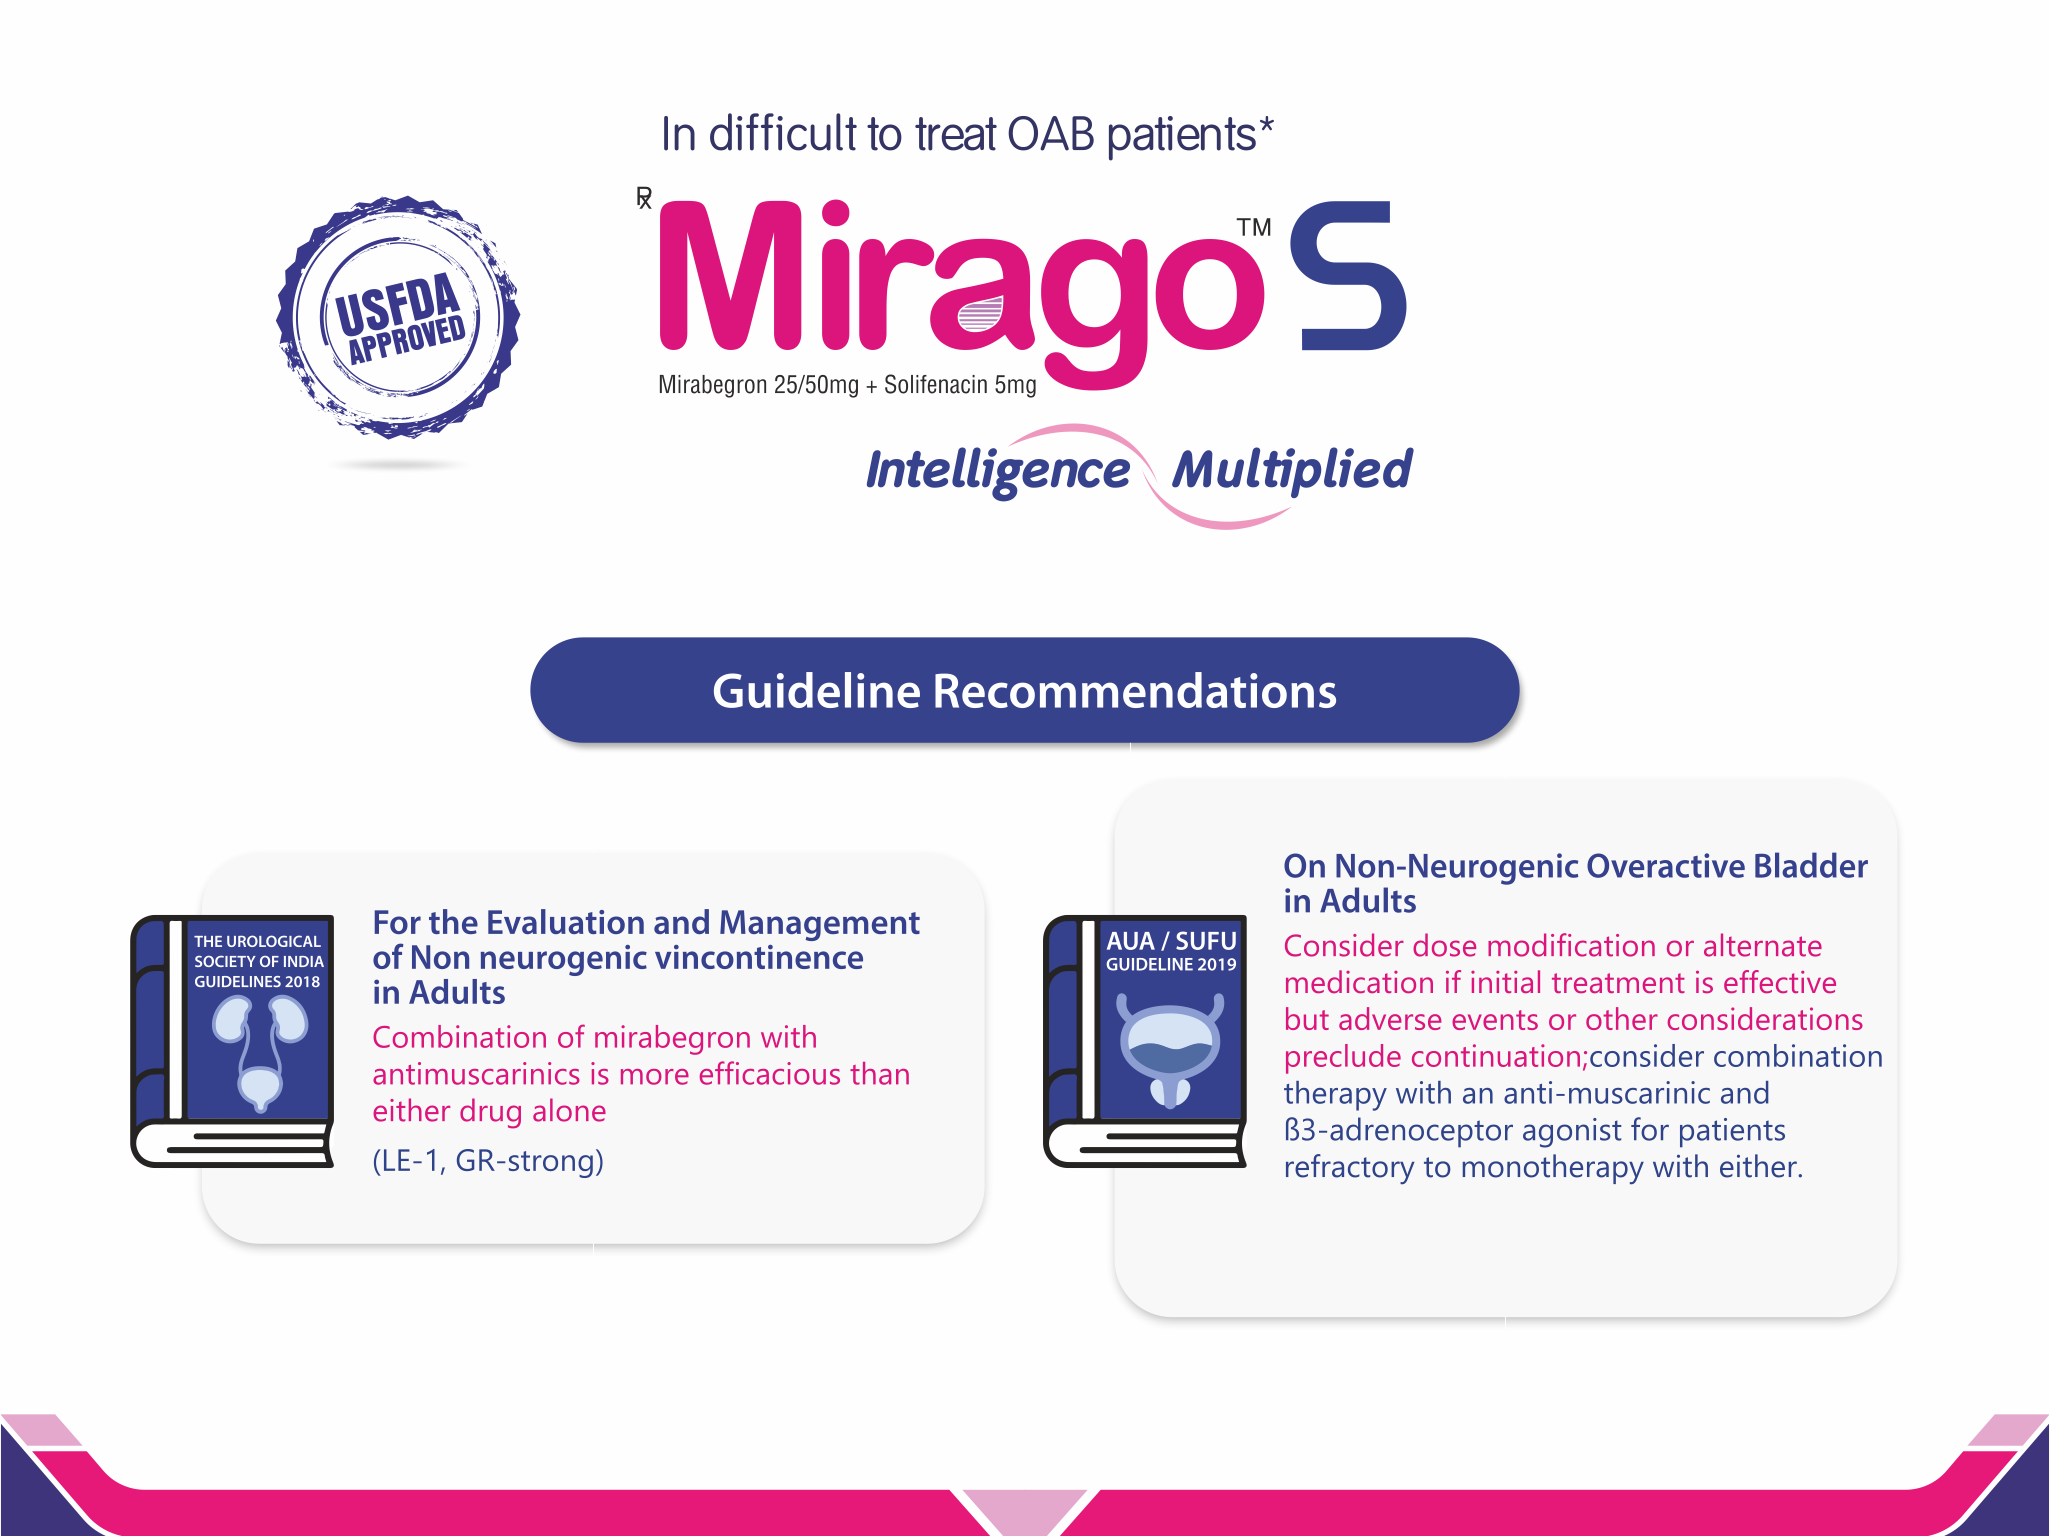 In difficult to treat OAB patients*
USFDA
APPROVED
℞ Mirago™ S
Mirabegron 25/50mg + Solifenacin 5mg
Intelligence Multiplied
Guideline Recommendations
THE UROLOGICAL
SOCIETY OF INDIA
GUIDELINES 2018
For the Evaluation and Management
of Non neurogenic vincontinence
in Adults
Combination of mirabegron with
antimuscarinics is more efficacious than
either drug alone
(LE-1, GR-strong)
AUA / SUFU
GUIDELINE 2019
On Non-Neurogenic Overactive Bladder
in Adults
Consider dose modification or alternate
medication if initial treatment is effective
but adverse events or other considerations
preclude continuation;consider combination
therapy with an anti-muscarinic and
ß3-adrenoceptor agonist for patients
refractory to monotherapy with either.